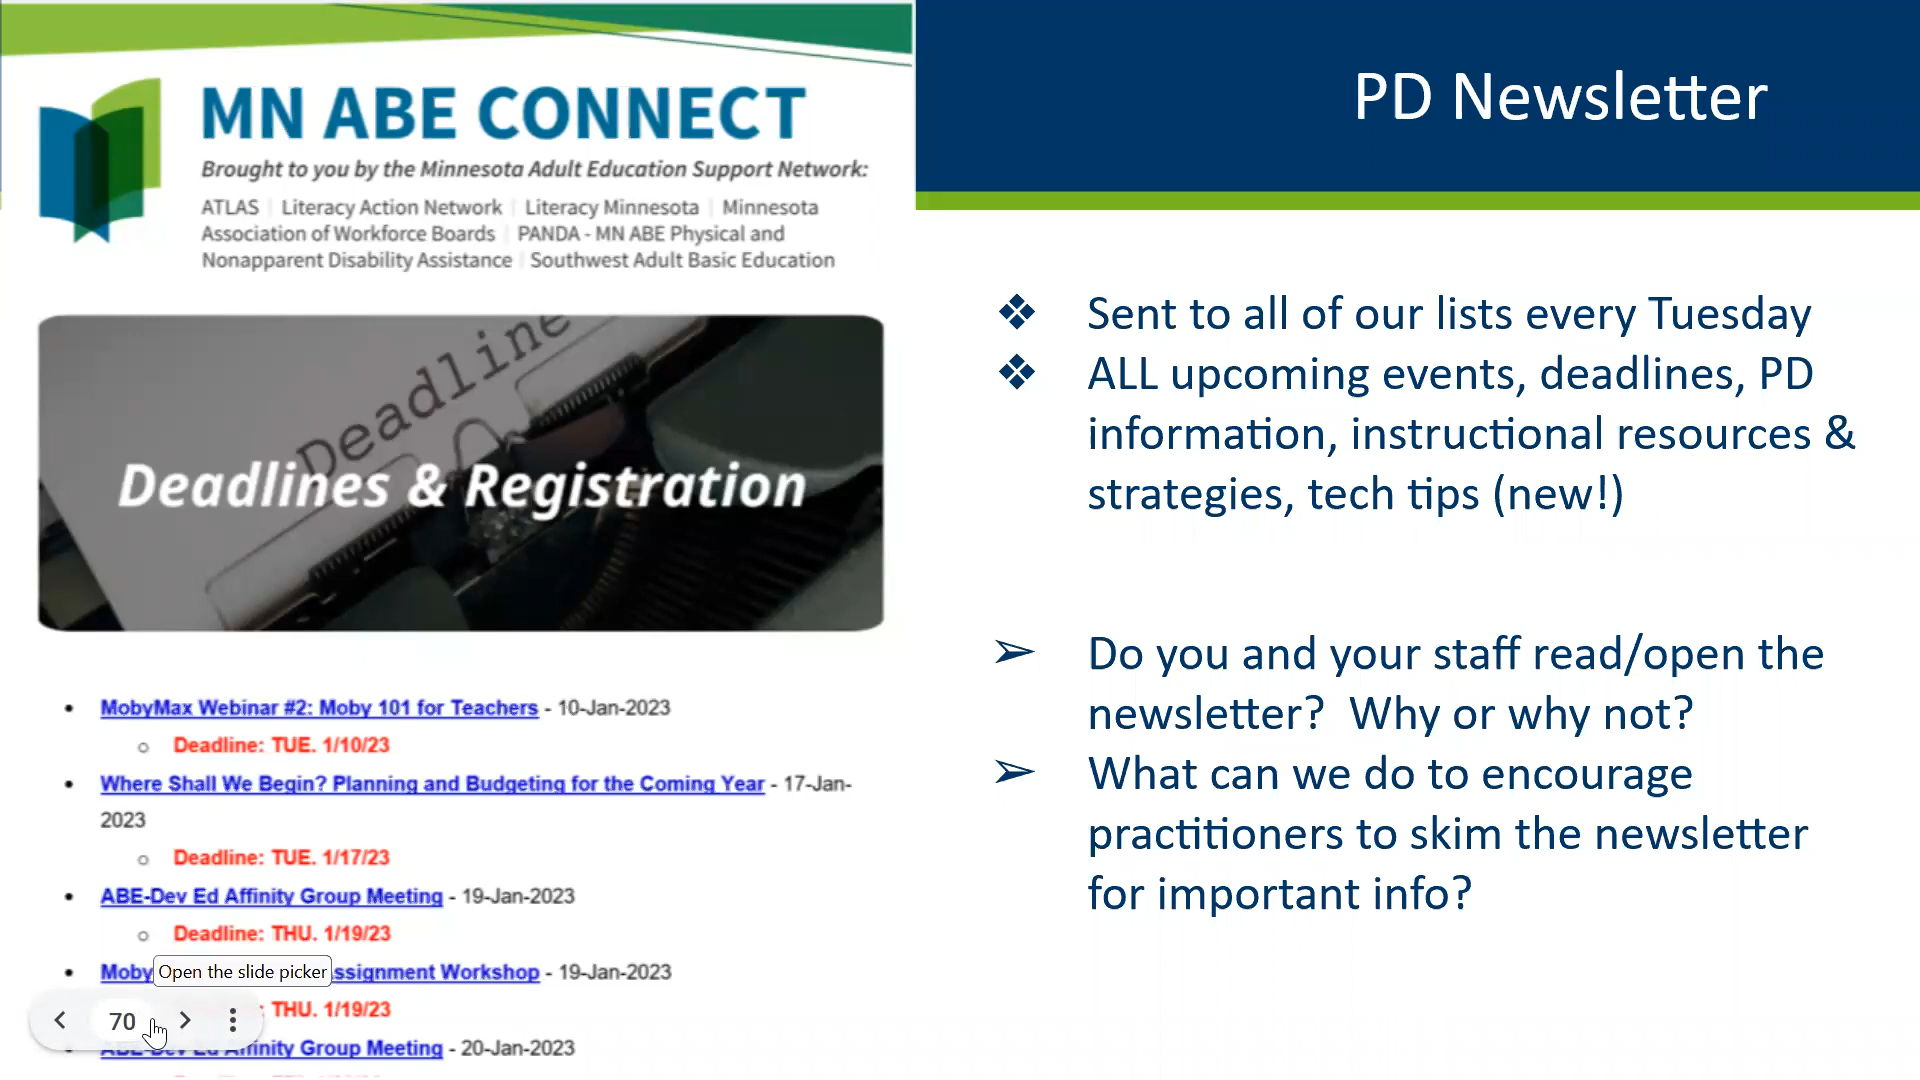 MN ABE CONNECT
Brought to you by the Minnesota Adult Education Support Network:
ATLAS | Literacy Action Network | Literacy Minnesota | Minnesota
Association of Workforce Boards | PANDA - MN ABE Physical and
Nonapparent Disability Assistance | Southwest Adult Basic Education
Deadline
Deadlines & Registration
• MobyMax Webinar #2: Moby 101 for Teachers - 10-Jan-2023
○ Deadline: TUE. 1/10/23
• Where Shall We Begin? Planning and Budgeting for the Coming Year - 17-Jan-
2023
○ Deadline: TUE. 1/17/23
• ABE-Dev Ed Affinity Group Meeting - 19-Jan-2023
○ Deadline: THU. 1/19/23
• Moby ssignment Workshop - 19-Jan-2023
Open the slide picker
: THU. 1/19/23
70
• ABE-Dev Ed Affinity Group Meeting - 20-Jan-2023
PD Newsletter
❖ Sent to all of our lists every Tuesday
❖ ALL upcoming events, deadlines, PD
information, instructional resources &
strategies, tech tips (new!)
➢ Do you and your staff read/open the
newsletter? Why or why not?
➢ What can we do to encourage
practitioners to skim the newsletter
for important info?